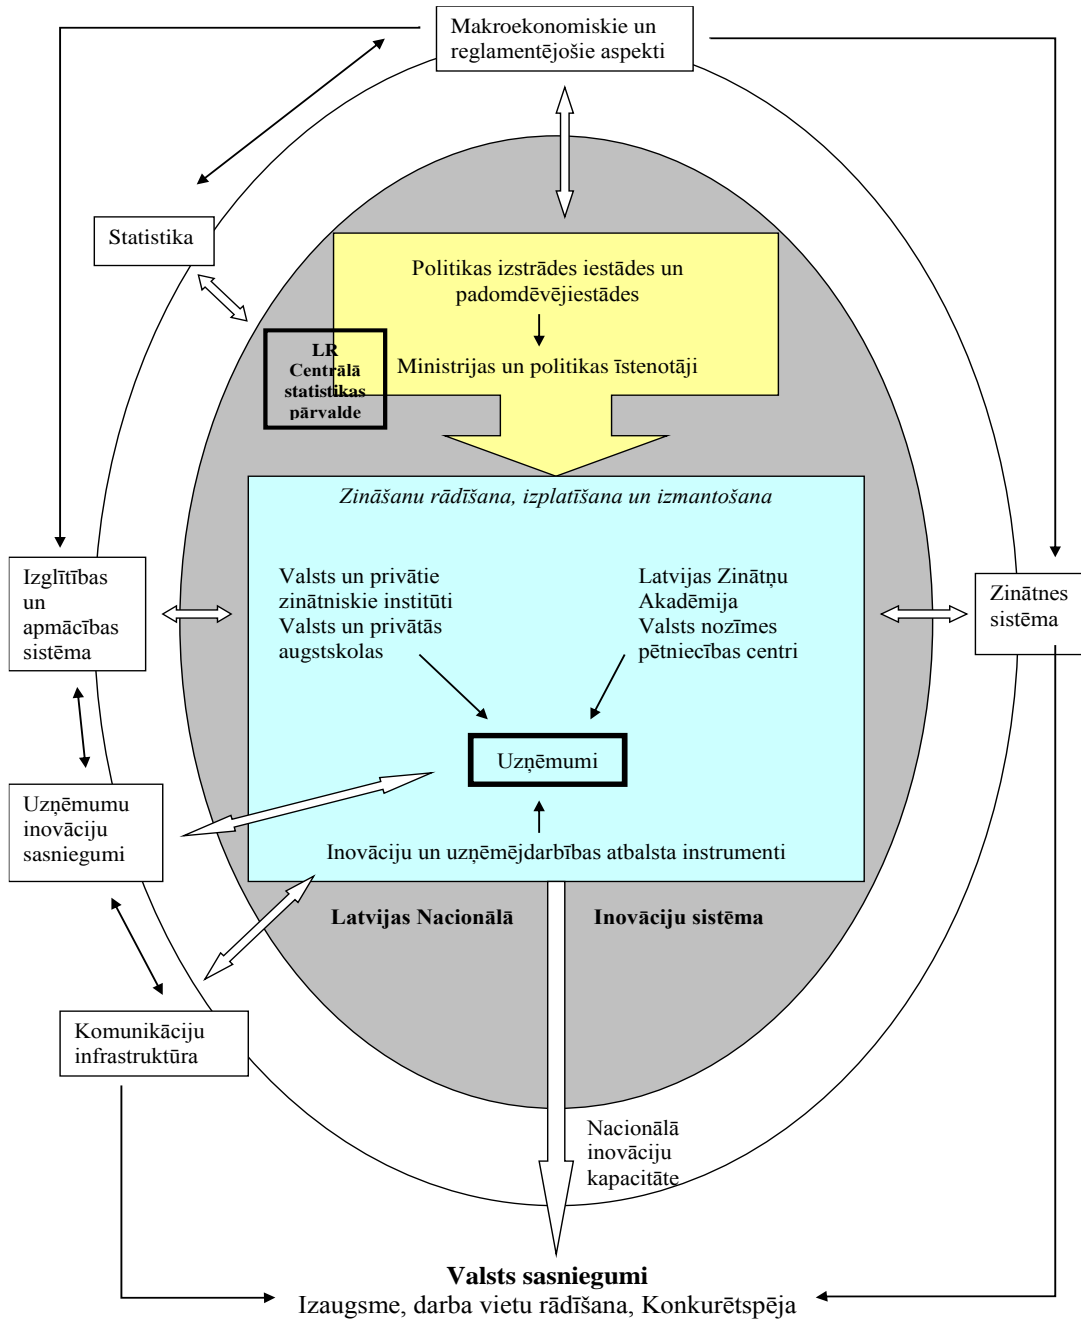 Makroekonomiskie un
reglamentējošie aspekti
Statistika
Politikas izstrādes iestādes un
padomdēvējiestādes
LR
Centrālā
statistikas
pārvalde
Ministrijas un politikas īstenotāji
Zināšanu rādīšana, izplatīšana un izmantošana
Izglītības
un
apmācības
sistēma
Valsts un privātie
zinātniskie institūti
Valsts un privātās
augstskolas
Latvijas Zinātņu
Akadēmija
Valsts nozīmes
pētniecības centri
Zinātnes
sistēma
Uzņēmumi
Uzņēmumu
inovāciju
sasniegumi
Inovāciju un uzņēmējdarbības atbalsta instrumenti
Latvijas Nacionālā Inovāciju sistēma
Komunikāciju
infrastruktūra
Nacionālā
inovāciju
kapacitāte
Valsts sasniegumi
Izaugsme, darba vietu rādīšana, Konkurētspēja